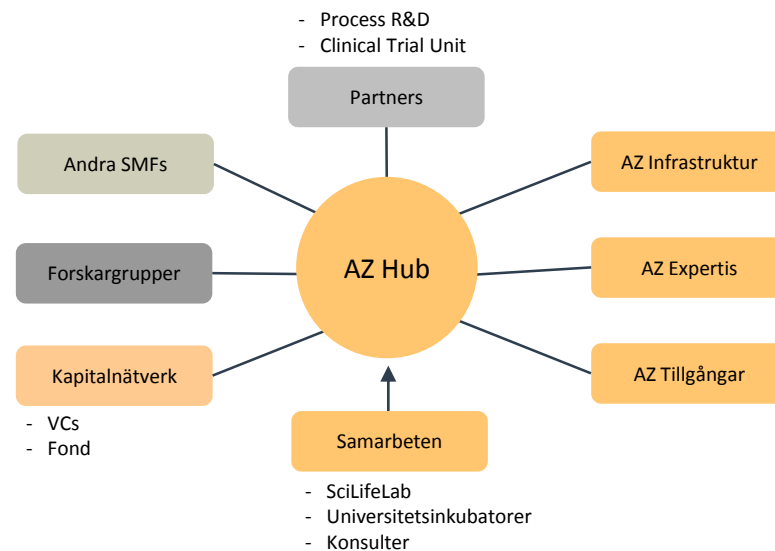 - Process R&D
- Clinical Trial Unit
Partners
Andra SMFs
AZ Infrastruktur
Forskargrupper
AZ Hub
AZ Expertis
Kapitalnätverk
AZ Tillgångar
- VCs
- Fond
Samarbeten
- SciLifeLab
- Universitetsinkubatorer
- Konsulter